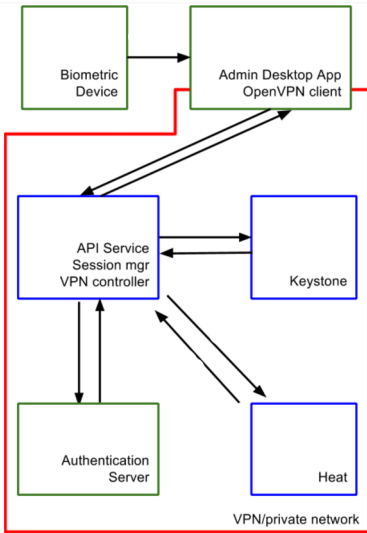 Biometric
Device
Admin Desktop App
OpenVPN client
API Service
Session mgr
VPN controller
Keystone
Authentication
Server
Heat
VPN/private network